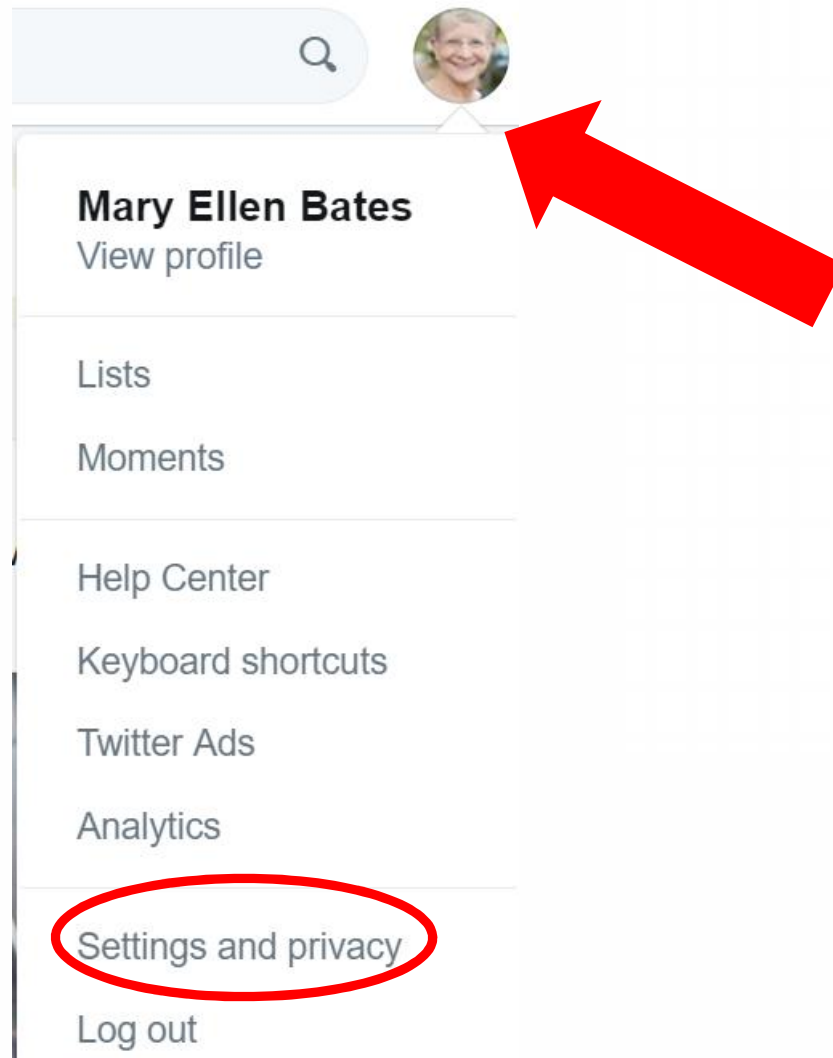 Mary Ellen Bates
View profile
Lists
Moments
Help Center
Keyboard shortcuts
Twitter Ads
Analytics
Settings and privacy
Log out